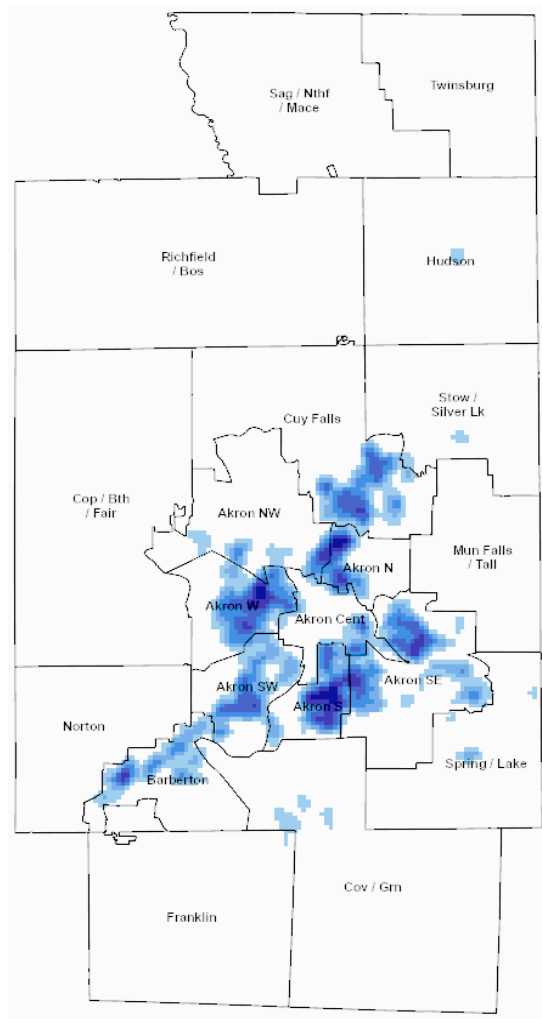 Twinsburg
Sag / Nthf
/ Mace
Richfield
/ Bos
Hudson
Stow /
Silver Lk
Cuy Falls
Cop / Bth
/ Fair
Akron NW
Mun Falls
/ Tall
Akron N
Akron W
Akron Cent
Akron SE
Akron SW
Akron S
Norton
Barberton
Spring / Lake
Cov / Grn
Franklin